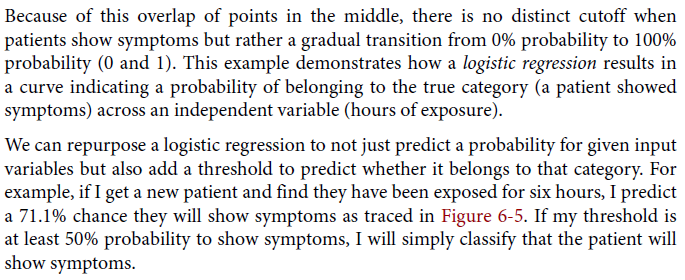 Because of this overlap of points in the middle, there is no distinct cutoff when
patients show symptoms but rather a gradual transition from 0% probability to 100%
probability (0 and 1). This example demonstrates how a logistic regression results in
a curve indicating a probability of belonging to the true category (a patient showed
symptoms) across an independent variable (hours of exposure).
We can repurpose a logistic regression to not just predict a probability for given input
variables but also add a threshold to predict whether it belongs to that category. For
example, if I get a new patient and find they have been exposed for six hours, I predict
a 71.1% chance they will show symptoms as traced in Figure 6-5. If my threshold is
at least 50% probability to show symptoms, I will simply classify that the patient will
show symptoms.